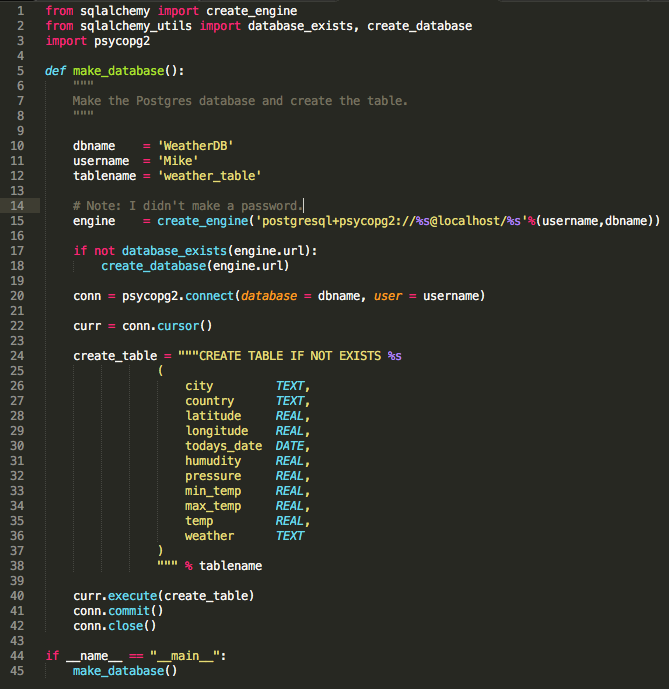 1 from sqlalchemy import create_engine
2 from sqlalchemy_utils import database_exists, create_database
3 import psycopg2
4
5 def make_database():
6     """
7     Make the Postgres database and create the table.
8     """
9
10     dbname    = 'WeatherDB'
11     username  = 'Mike'
12     tablename = 'weather_table'
13
14     # Note: I didn't make a password.
15     engine    = create_engine('postgresql+psycopg2://%s@localhost/%s'%(username,dbname))
16
17     if not database_exists(engine.url):
18         create_database(engine.url)
19
20     conn = psycopg2.connect(database = dbname, user = username)
21
22     curr = conn.cursor()
23
24     create_table = """CREATE TABLE IF NOT EXISTS %s
25                 (
26                     city         TEXT,
27                     country      TEXT,
28                     latitude     REAL,
29                     longitude    REAL,
30                     todays_date  DATE,
31                     humudity     REAL,
32                     pressure     REAL,
33                     min_temp     REAL,
34                     max_temp     REAL,
35                     temp         REAL,
36                     weather      TEXT
37                 )
38                 """ % tablename
39
40     curr.execute(create_table)
41     conn.commit()
42     conn.close()
43
44 if __name__ == "__main__":
45     make_database()